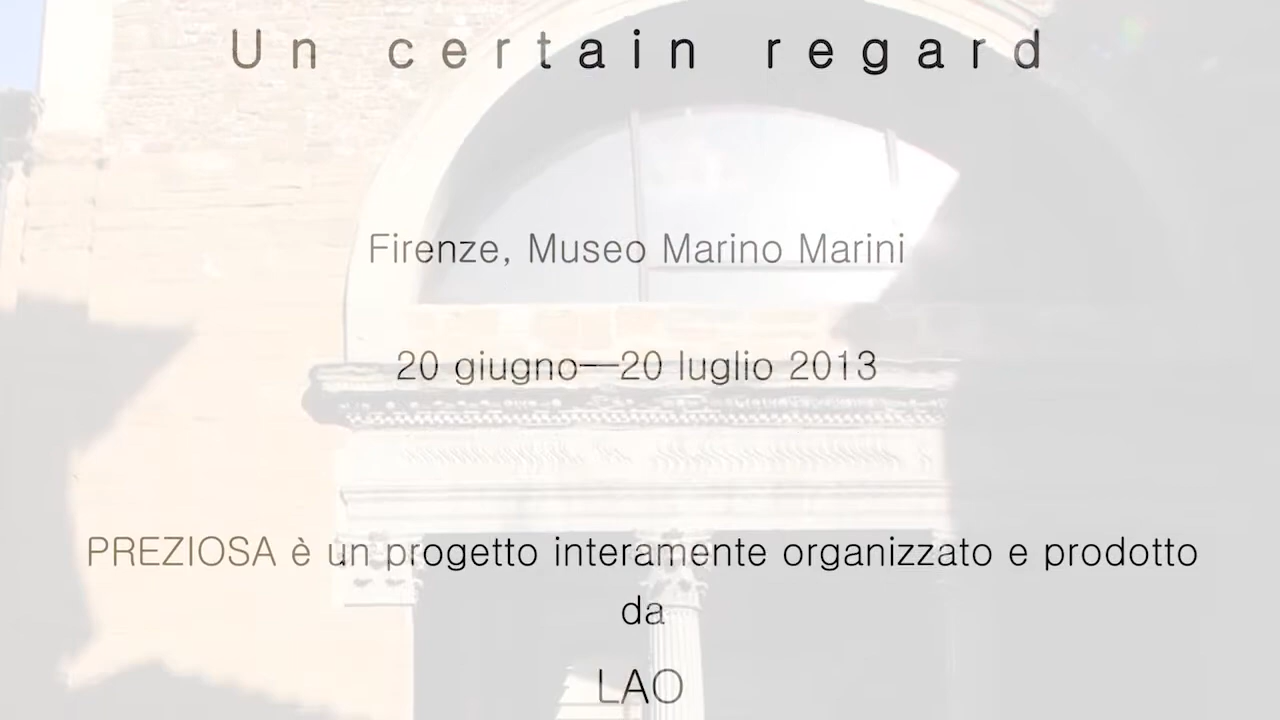 Un certain regard
Firenze, Museo Marino Marini
20 giugno—20 luglio 2013
PREZIOSA è un progetto interamente organizzato e prodotto
da
LAO